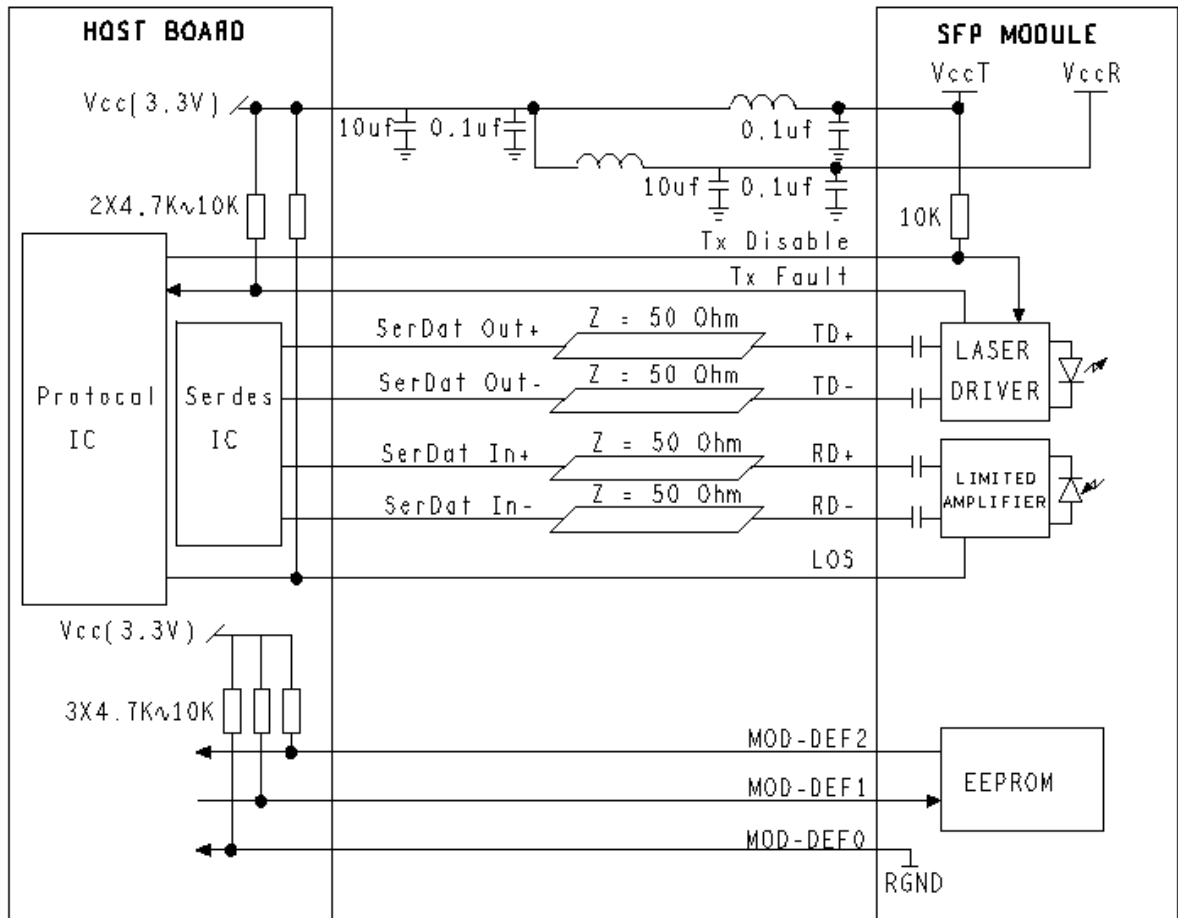 HOST BOARD
SFP MODULE
VccT
VccR
Vcc(3.3V)
10uf
0.1uf
0.1uf
10uf
0.1uf
2X4.7K∿10K
10K
Tx Disable
Tx Fault
SerDat Out+
Z = 50 Ohm
TD+
SerDat Out-
Z = 50 Ohm
TD-
LASER
DRIVER
Protocal
IC
Serdes
IC
SerDat In+
Z = 50 Ohm
RD+
SerDat In-
Z = 50 Ohm
RD-
LIMITED
AMPLIFIER
LOS
Vcc(3.3V)
3X4.7K∿10K
MOD-DEF2
MOD-DEF1
EEPROM
MOD-DEF0
RGND